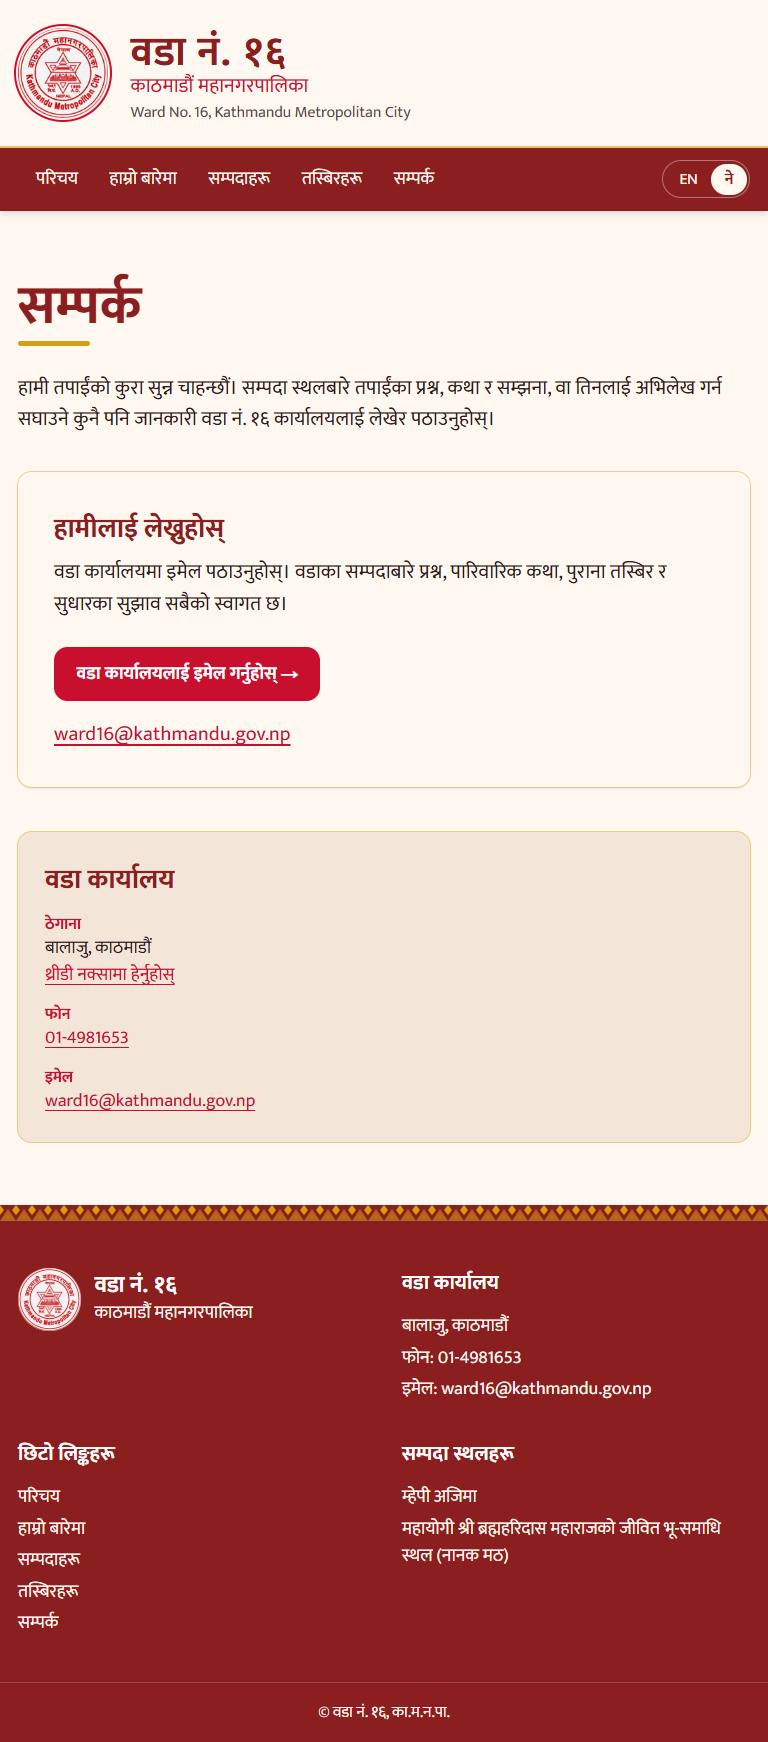 काठमाडौं महानगरपालिका
Kathmandu Metropolitan City
वडा नं. १६
काठमाडौं महानगरपालिका
Ward No. 16, Kathmandu Metropolitan City
परिचय हाम्रो बारेमा सम्पदाहरू तस्बिरहरू सम्पर्क EN ने
सम्पर्क
हामी तपाईंको कुरा सुन्न चाहन्छौं। सम्पदा स्थलबारे तपाईंका प्रश्न, कथा र सम्झना, वा तिनलाई अभिलेख गर्न
सघाउने कुनै पनि जानकारी वडा नं. १६ कार्यालयलाई लेखेर पठाउनुहोस्।
हामीलाई लेख्नुहोस्
वडा कार्यालयमा इमेल पठाउनुहोस्। वडाका सम्पदाबारे प्रश्न, पारिवारिक कथा, पुराना तस्बिर र
सुधारका सुझाव सबैको स्वागत छ।
वडा कार्यालयलाई इमेल गर्नुहोस् →
ward16@kathmandu.gov.np
वडा कार्यालय
ठेगाना
बालाजु, काठमाडौं
थ्रीडी नक्सामा हेर्नुहोस्
फोन
01-4981653
इमेल
ward16@kathmandu.gov.np
वडा नं. १६
काठमाडौं महानगरपालिका
वडा कार्यालय
बालाजु, काठमाडौं
फोन: 01-4981653
इमेल: ward16@kathmandu.gov.np
छिटो लिङ्कहरू
परिचय
हाम्रो बारेमा
सम्पदाहरू
तस्बिरहरू
सम्पर्क
सम्पदा स्थलहरू
म्हेपी अजिमा
महायोगी श्री ब्रह्महरिदास महाराजको जीवित भू-समाधि
स्थल (नानक मठ)
© वडा नं. १६, का.म.न.पा.